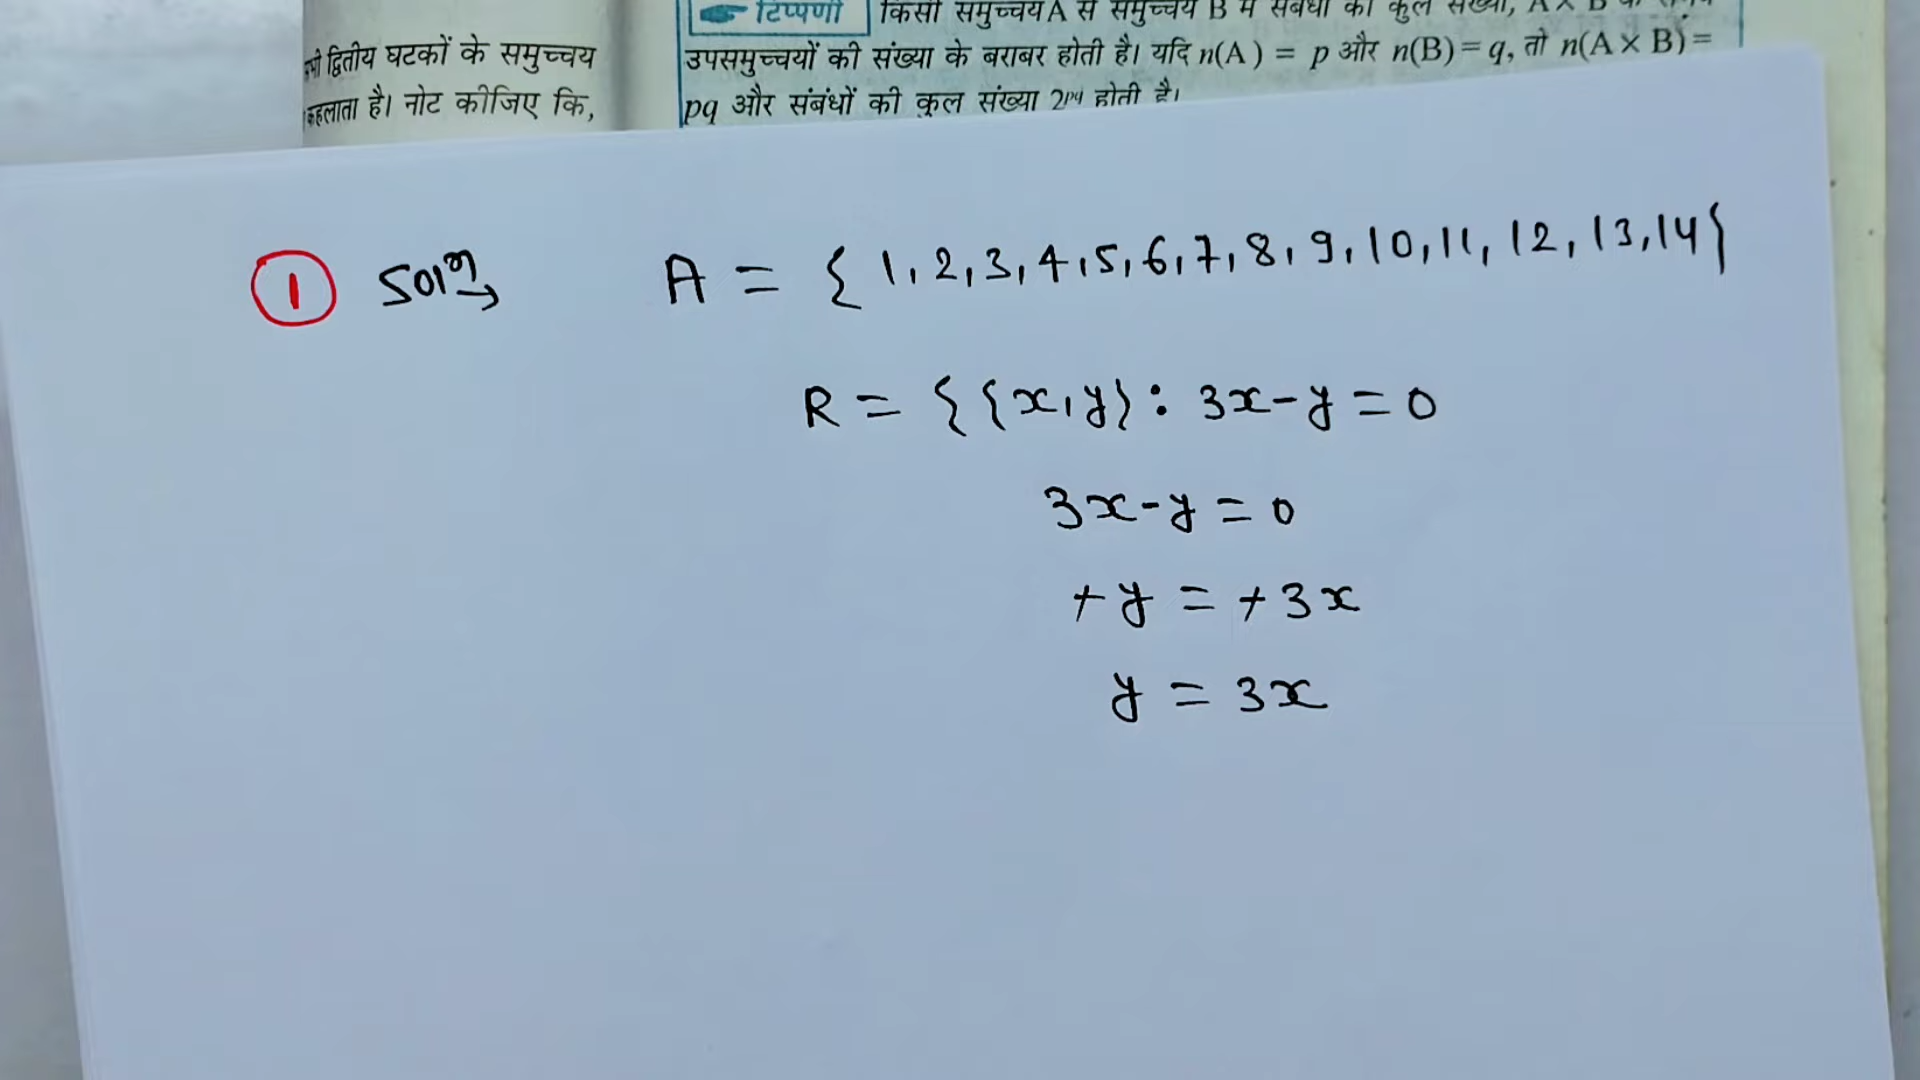 द्वितीय घटकों के समुच्चय
कहलाता है। नोट कीजिए कि,
टिप्पणी किसी समुच्चय A से समुच्चय B में संबंधों की कुल संख्या, A × B के
उपसमुच्चयों की संख्या के बराबर होती है। यदि n(A) = p और n(B) = q, तो n(A × B) =
pq और संबंधों की कुल संख्या 2^pq होती है।
① Solⁿ→ A = { 1, 2, 3, 4, 5, 6, 7, 8, 9, 10, 11, 12, 13, 14}
R = { {x, y} : 3x - y = 0
3x - y = 0
+ y = + 3x
y = 3x